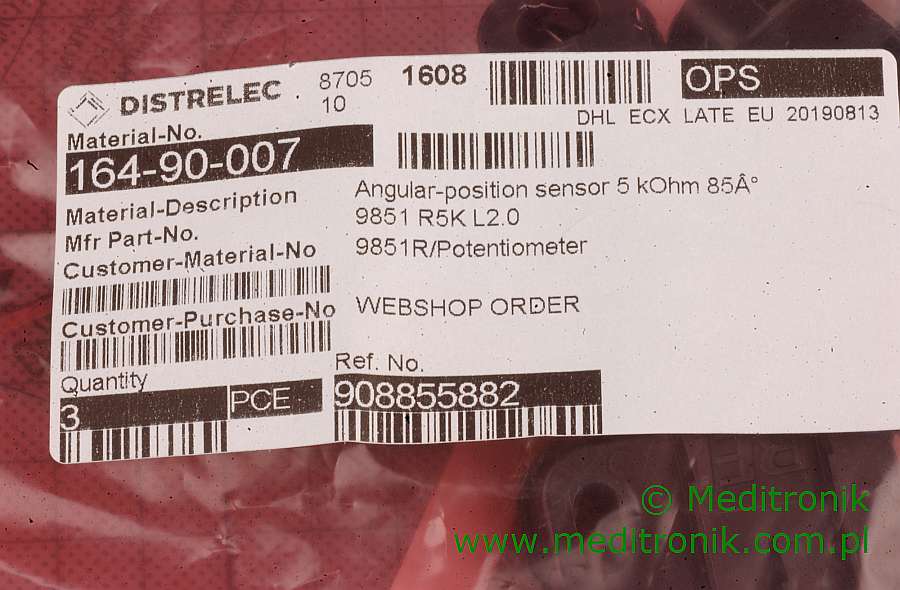 DISTRELEC 8705 1608 OPS
10
DHL ECX LATE EU 20190813
Material-No.
164-90-007
Material-Description Angular-position sensor 5 kOhm 85Â°
Mfr Part-No. 9851 R5K L2.0
Customer-Material-No 9851R/Potentiometer
Customer-Purchase-No WEBSHOP ORDER
Quantity Ref. No.
3 PCE 908855882
© Meditronik
www.meditronik.com.pl